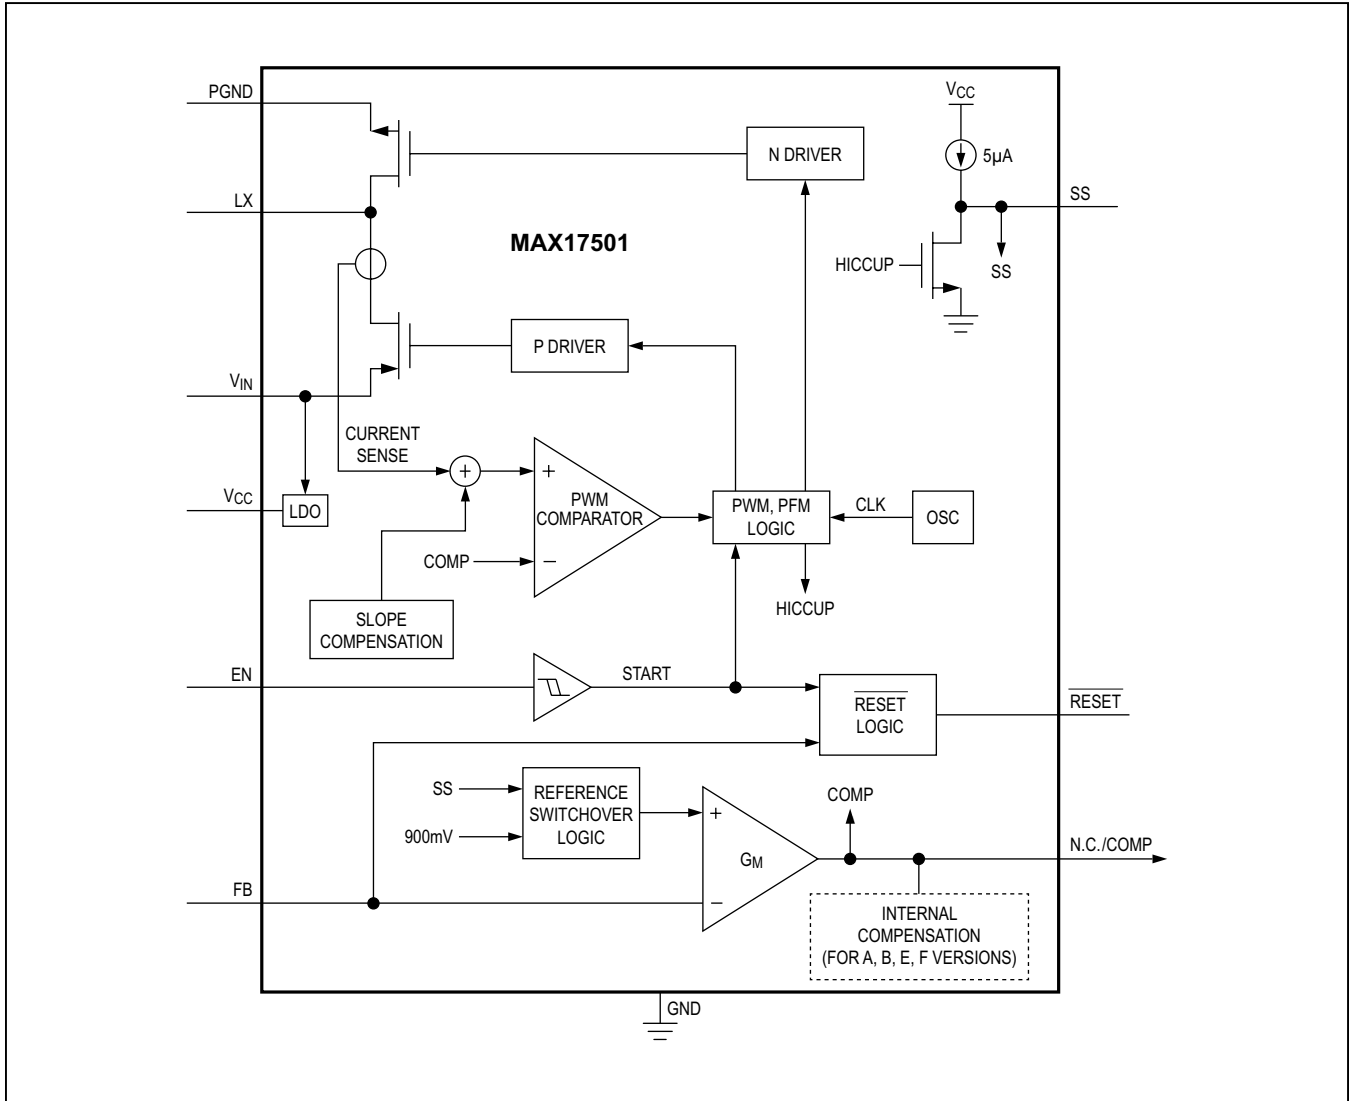 PGND
N DRIVER
VCC
5µA
SS
LX
MAX17501
HICCUP
SS
P DRIVER
VIN
CURRENT
SENSE
+
+
VCC
LDO
PWM
COMPARATOR
PWM, PFM
LOGIC
CLK
OSC
COMP
−
HICCUP
SLOPE
COMPENSATION
EN
START
RESET
LOGIC
RESET
SS
900mV
REFERENCE
SWITCHOVER
LOGIC
+
GM
−
COMP
N.C./COMP
FB
INTERNAL
COMPENSATION
(FOR A, B, E, F VERSIONS)
GND